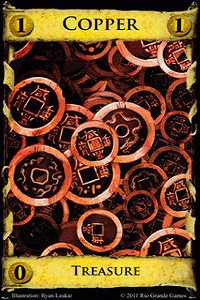 1 COPPER 1
0 TREASURE
Illustration: Ryan Laukat © 2011 Rio Grande Games